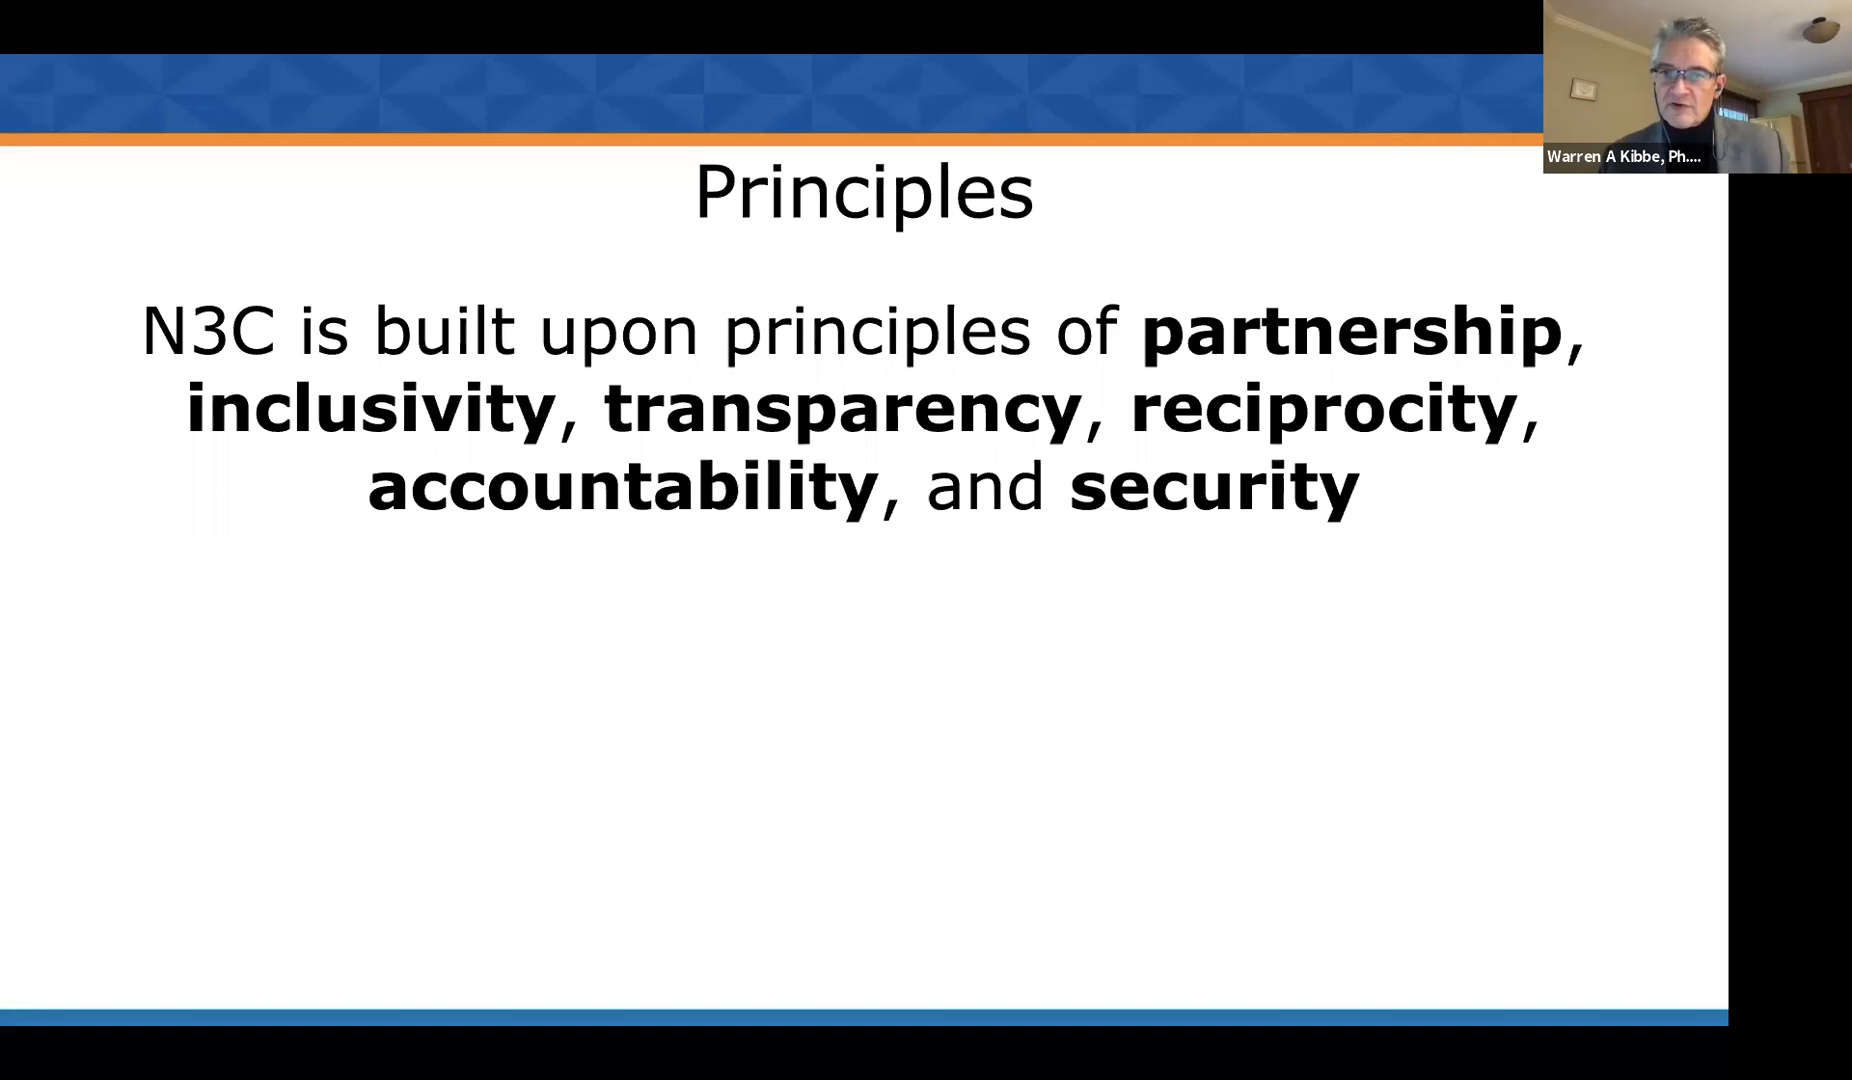 Principles
N3C is built upon principles of partnership,
inclusivity, transparency, reciprocity,
accountability, and security
Warren A Kibbe, Ph....